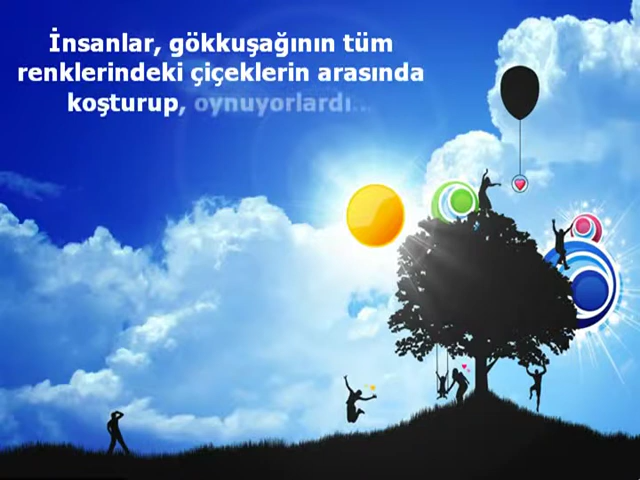 İnsanlar, gökkuşağının tüm
renklerindeki çiçeklerin arasında
koşturup, oynuyorlardı...